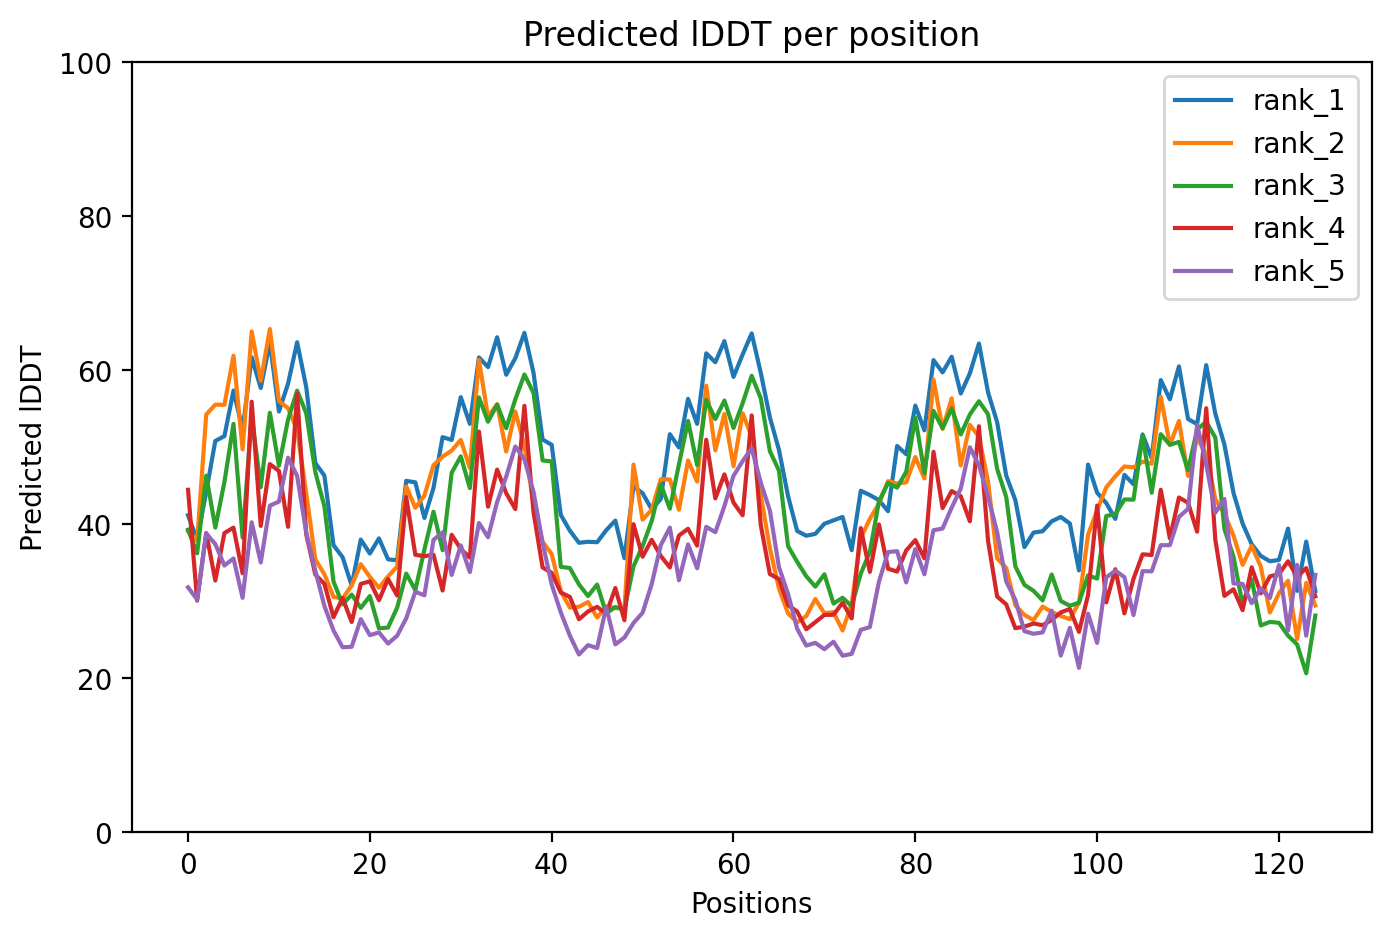 Predicted lDDT per position
100
80
60
40
20
0
Predicted lDDT
0 20 40 60 80 100 120
Positions
rank_1
rank_2
rank_3
rank_4
rank_5